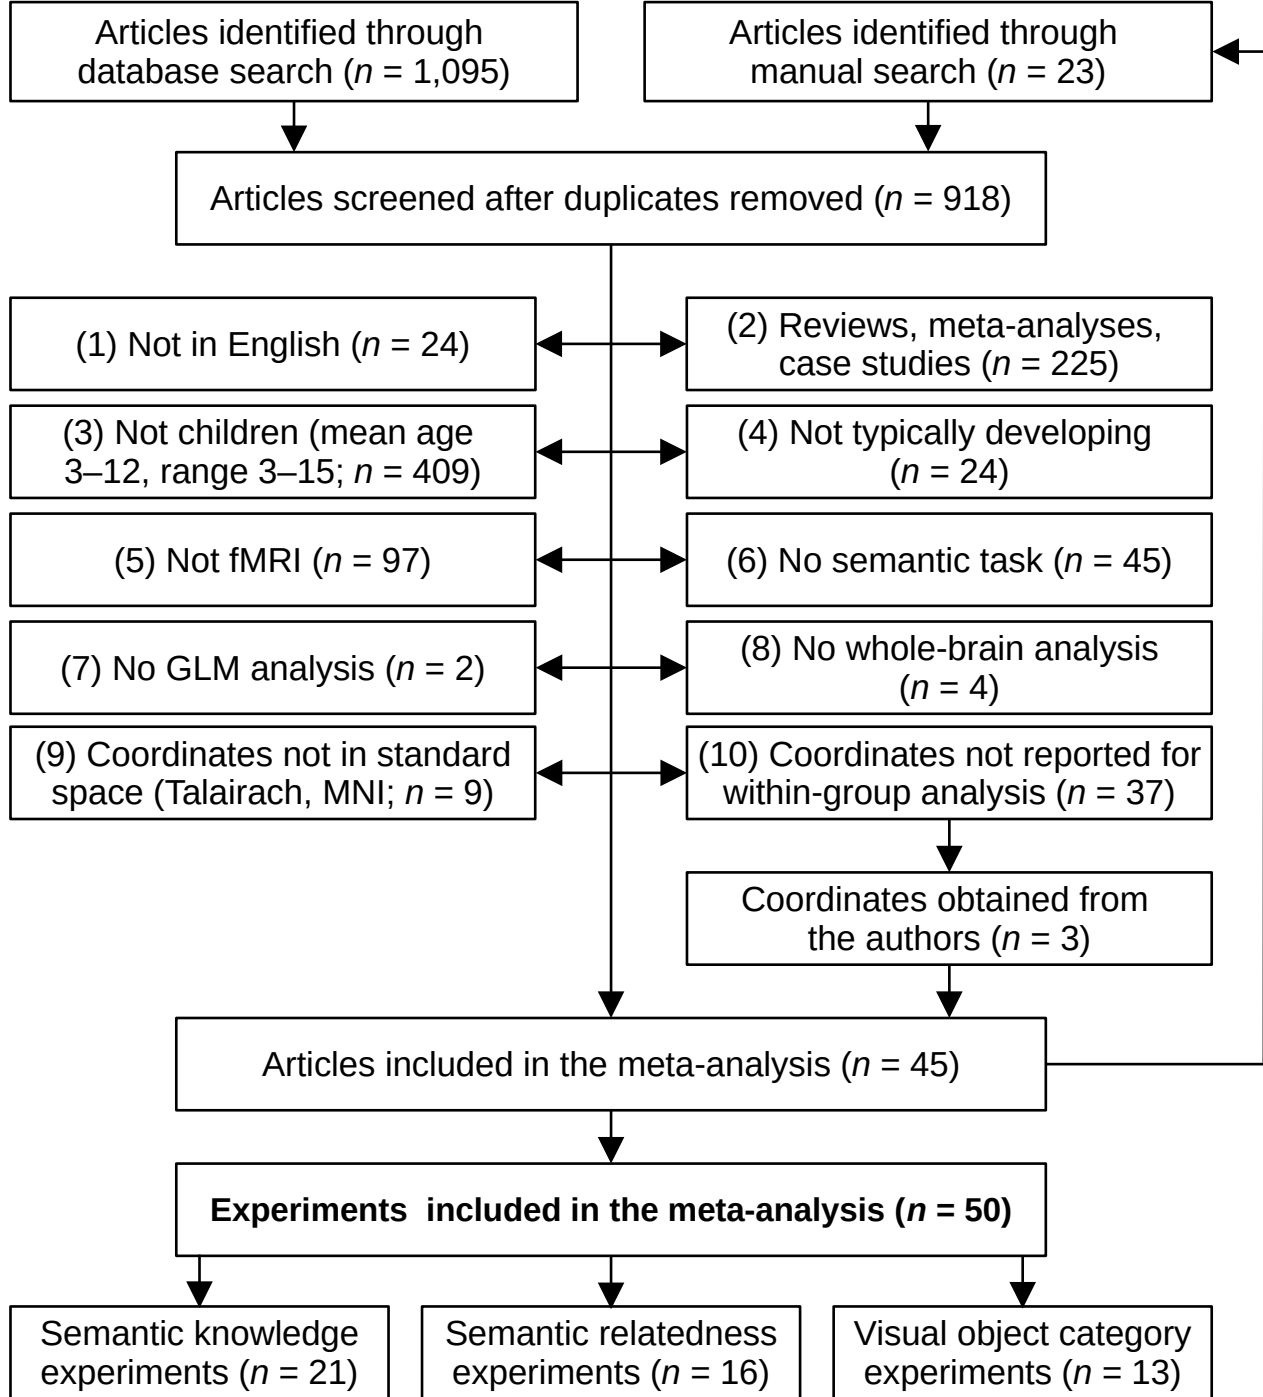 Articles identified through
database search (n = 1,095)
Articles identified through
manual search (n = 23)
Articles screened after duplicates removed (n = 918)
(1) Not in English (n = 24)
(2) Reviews, meta-analyses,
case studies (n = 225)
(3) Not children (mean age
3–12, range 3–15; n = 409)
(4) Not typically developing
(n = 24)
(5) Not fMRI (n = 97)
(6) No semantic task (n = 45)
(7) No GLM analysis (n = 2)
(8) No whole-brain analysis
(n = 4)
(9) Coordinates not in standard
space (Talairach, MNI; n = 9)
(10) Coordinates not reported for
within-group analysis (n = 37)
Coordinates obtained from
the authors (n = 3)
Articles included in the meta-analysis (n = 45)
Experiments  included in the meta-analysis (n = 50)
Semantic knowledge
experiments (n = 21)
Semantic relatedness
experiments (n = 16)
Visual object category
experiments (n = 13)